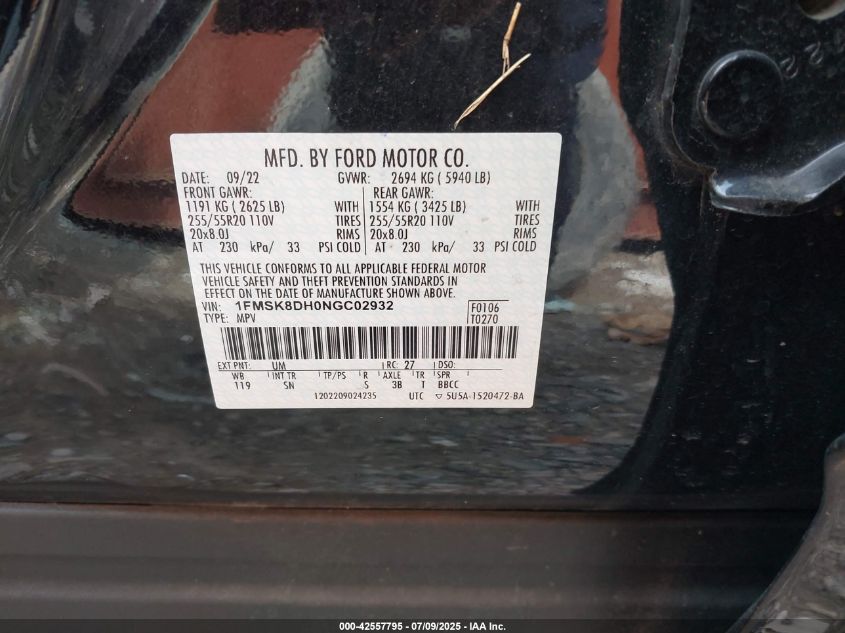 MFD. BY FORD MOTOR CO.
DATE: 09/22 GVWR: 2694 KG ( 5940 LB)
FRONT GAWR: REAR GAWR:
1191 KG ( 2625 LB) WITH 1554 KG ( 3425 LB) WITH
255/55R20 110V TIRES 255/55R20 110V TIRES
20x8.0J RIMS 20x8.0J RIMS
AT 230 kPa/ 33 PSI COLD AT 230 kPa/ 33 PSI COLD
THIS VEHICLE CONFORMS TO ALL APPLICABLE FEDERAL MOTOR
VEHICLE SAFETY AND THEFT PREVENTION STANDARDS IN
EFFECT ON THE DATE OF MANUFACTURE SHOWN ABOVE.
VIN: 1FMSK8DH0NGC02932 F0106
TYPE: MPV T0270
EXT PNT: UM RC: 27 DSO:
WB INT TR TP/PS R AXLE TR SPR
119 SN S 3B T BBCC
1202209024235 UTC ▽ 5U5A-1520472-BA
22
000-42557795 - 07/09/2025 - IAA Inc.